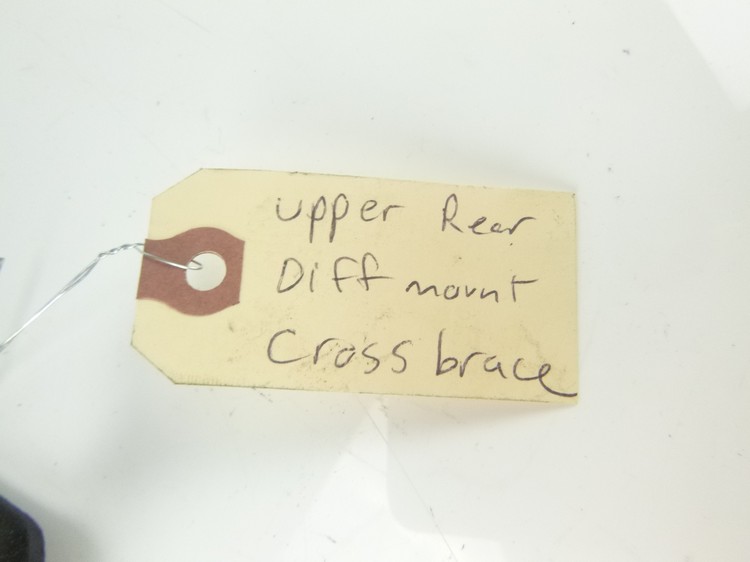 upper Rear
Diff mount
Cross brace